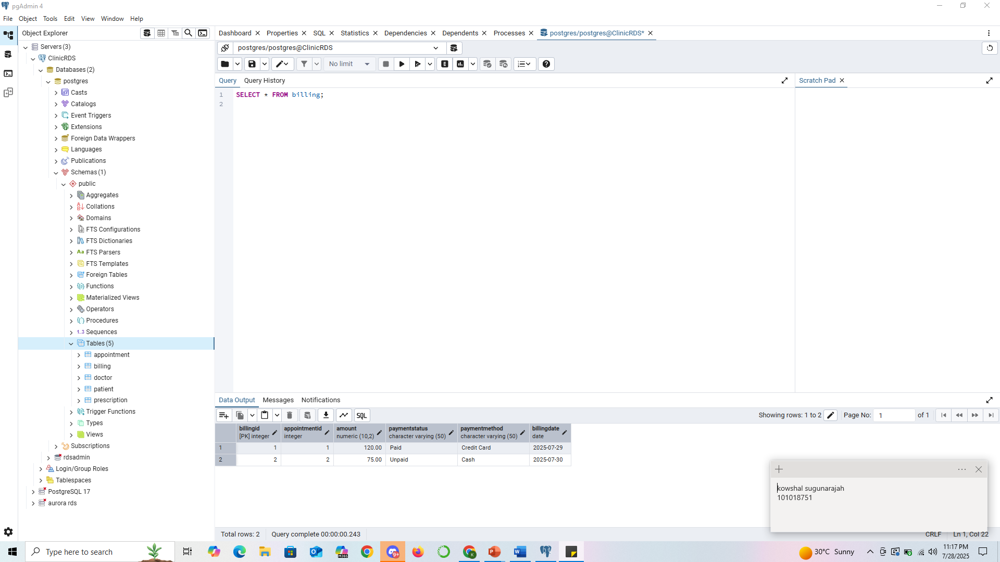 pgAdmin 4
File Object Tools Edit View Window Help
Object Explorer
Dashboard Properties SQL Statistics Dependencies Dependents Processes postgres/postgres@ClinicRDS*
Servers (3)
ClinicRDS
Databases (2)
postgres
Casts
Catalogs
Event Triggers
Extensions
Foreign Data Wrappers
Languages
Publications
Schemas (1)
public
Aggregates
Collations
Domains
FTS Configurations
FTS Dictionaries
Aa FTS Parsers
FTS Templates
Foreign Tables
Functions
Materialized Views
Operators
Procedures
1..3 Sequences
Tables (5)
appointment
billing
doctor
patient
prescription
Trigger Functions
Types
Views
Subscriptions
rdsadmin
Login/Group Roles
Tablespaces
PostgreSQL 17
aurora rds
postgres/postgres@ClinicRDS
No limit
E
Query Query History
Scratch Pad
1 SELECT * FROM billing;
2
Data Output Messages Notifications
SQL
Showing rows: 1 to 2 Page No: 1 of 1
billingid appointmentid amount paymentstatus paymentmethod billingdate
[PK] integer integer numeric (10,2) character varying (50) character varying (50) date
1 1 1 120.00 Paid Credit Card 2025-07-29
2 2 2 75.00 Unpaid Cash 2025-07-30
kowshal sugunarajah
101018751
Total rows: 2 Query complete 00:00:00.243
CRLF Ln 1, Col 22
Type here to search
M365
9+
K
30°C Sunny
11:17 PM
7/28/2025